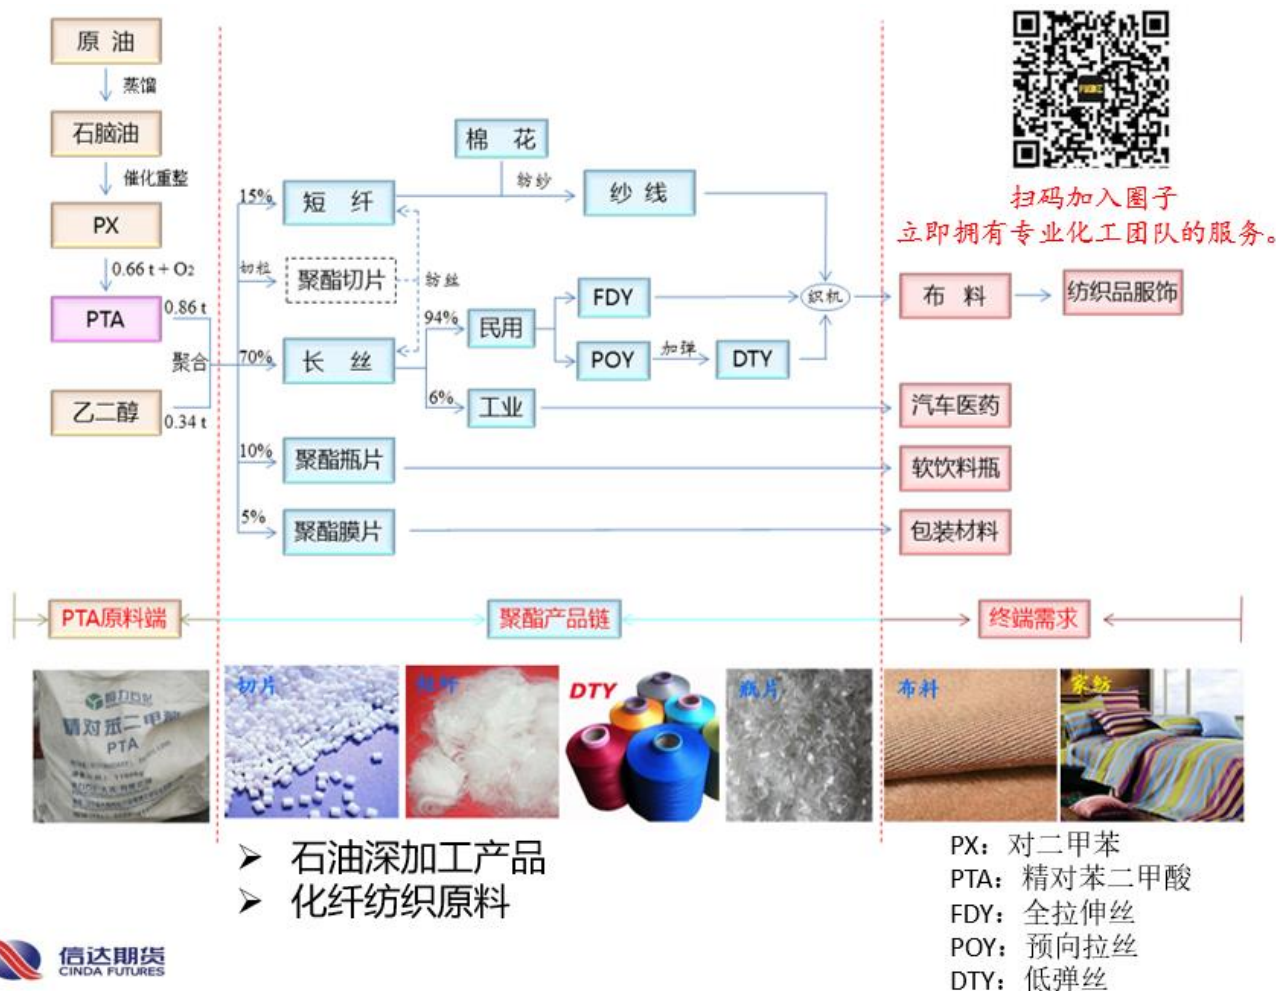 原 油
蒸馏
石脑油
催化重整
PX
0.66 t + O₂
PTA
0.86 t
聚合
乙二醇
0.34 t
棉 花
15%
短 纤
纺纱
纱 线
切粒
聚酯切片
纺丝
70%
长 丝
94%
民用
FDY
POY
加弹
DTY
织机
6%
工业
10%
聚酯瓶片
5%
聚酯膜片
扫码加入圈子
立即拥有专业化工团队的服务。
布 料
纺织品服饰
汽车医药
软饮料瓶
包装材料
PTA原料端
聚酯产品链
终端需求
恒力石化
精对苯二甲酸
PTA
切片
短纤
DTY
瓶片
布料
家纺
➢ 石油深加工产品
➢ 化纤纺织原料
PX：对二甲苯
PTA：精对苯二甲酸
FDY：全拉伸丝
POY：预向拉丝
DTY：低弹丝
信达期货
CINDA FUTURES